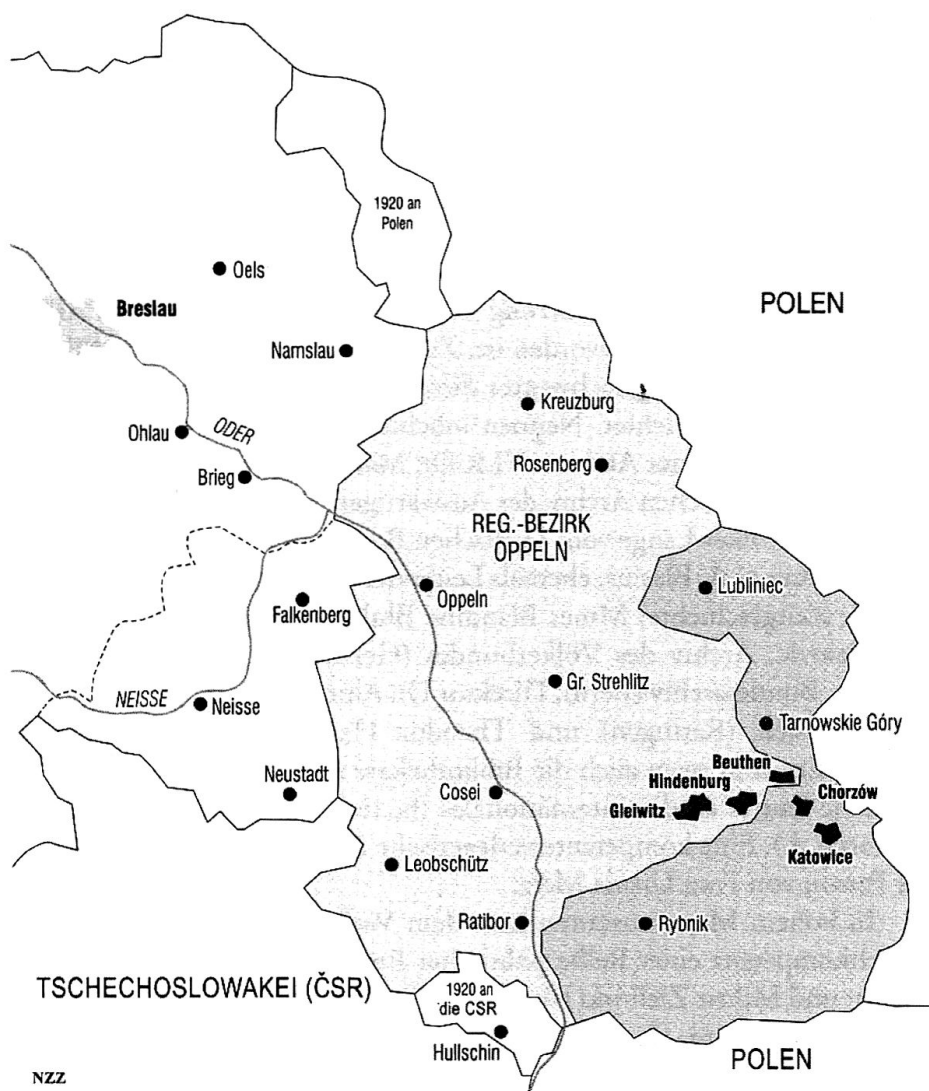 1920 an
Polen
Oels
Breslau
POLEN
Namslau
Kreuzburg
Ohlau
ODER
Rosenberg
Brieg
REG.-BEZIRK
OPPELN
Lubliniec
Oppeln
Falkenberg
Gr. Strehlitz
NEISSE
Neisse
Tarnowskie Góry
Beuthen
Hindenburg
Neustadt
Cosei
Chorzów
Gleiwitz
Katowice
Leobschütz
Ratibor
Rybnik
TSCHECHOSLOWAKEI (ČSR)
1920 an
die CSR
Hullschin
POLEN
NZZ